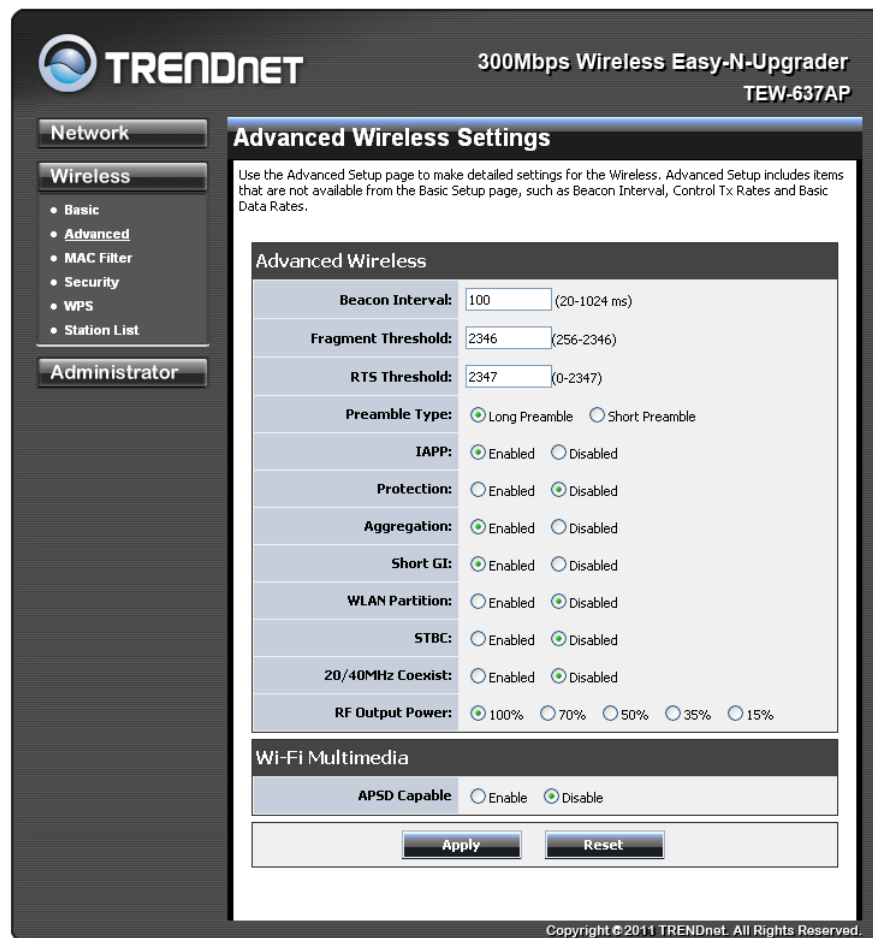 TRENDnet
300Mbps Wireless Easy-N-Upgrader
TEW-637AP
Network
Wireless
• Basic
• Advanced
• MAC Filter
• Security
• WPS
• Station List
Administrator
Advanced Wireless Settings
Use the Advanced Setup page to make detailed settings for the Wireless. Advanced Setup includes items
that are not available from the Basic Setup page, such as Beacon Interval, Control Tx Rates and Basic
Data Rates.
Advanced Wireless
Beacon Interval: 100 (20-1024 ms)
Fragment Threshold: 2346 (256-2346)
RTS Threshold: 2347 (0-2347)
Preamble Type: Long Preamble Short Preamble
IAPP: Enabled Disabled
Protection: Enabled Disabled
Aggregation: Enabled Disabled
Short GI: Enabled Disabled
WLAN Partition: Enabled Disabled
STBC: Enabled Disabled
20/40MHz Coexist: Enabled Disabled
RF Output Power: 100% 70% 50% 35% 15%
Wi-Fi Multimedia
APSD Capable Enable Disable
Apply Reset
Copyright © 2011 TRENDnet. All Rights Reserved.